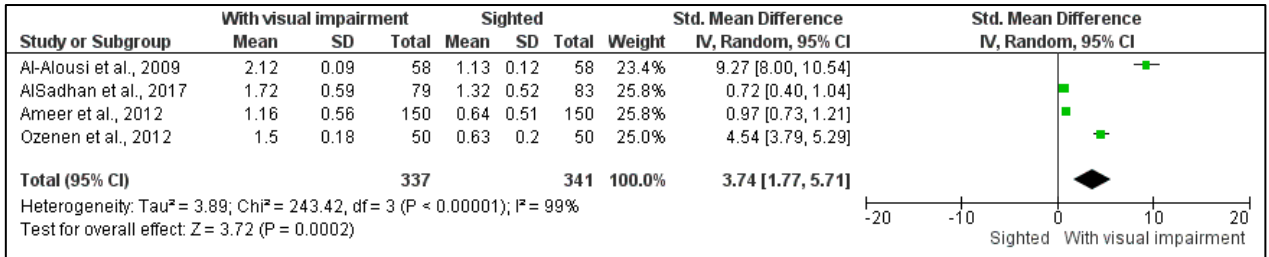 With visual impairment Sighted Std. Mean Difference Std. Mean Difference
Study or Subgroup Mean SD Total Mean SD Total Weight IV, Random, 95% CI IV, Random, 95% CI
Al-Alousi et al., 2009 2.12 0.09 58 1.13 0.12 58 23.4% 9.27 [8.00, 10.54]
AlSadhan et al., 2017 1.72 0.59 79 1.32 0.52 83 25.8% 0.72 [0.40, 1.04]
Ameer et al., 2012 1.16 0.56 150 0.64 0.51 150 25.8% 0.97 [0.73, 1.21]
Ozenen et al., 2012 1.5 0.18 50 0.63 0.2 50 25.0% 4.54 [3.79, 5.29]
Total (95% CI) 337 341 100.0% 3.74 [1.77, 5.71]
Heterogeneity: Tau² = 3.89; Chi² = 243.42, df = 3 (P < 0.00001); I² = 99%
Test for overall effect: Z = 3.72 (P = 0.0002)
-20 -10 0 10 20
Sighted With visual impairment